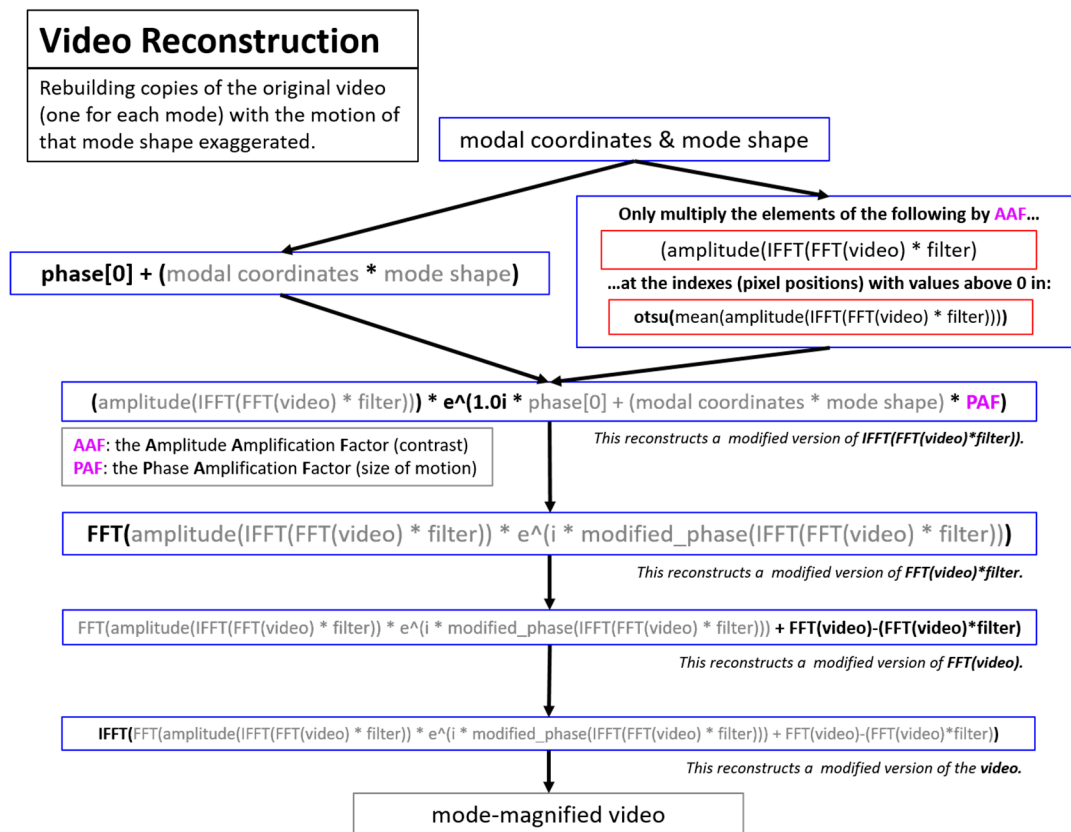 Video Reconstruction
Rebuilding copies of the original video
(one for each mode) with the motion of
that mode shape exaggerated.
modal coordinates & mode shape
Only multiply the elements of the following by AAF...
(amplitude(IFFT(FFT(video) * filter)
...at the indexes (pixel positions) with values above 0 in:
otsu(mean(amplitude(IFFT(FFT(video) * filter))))
phase[0] + (modal coordinates * mode shape)
(amplitude(IFFT(FFT(video) * filter))) * e^(1.0i * phase[0] + (modal coordinates * mode shape) * PAF)
This reconstructs a modified version of IFFT(FFT(video)*filter)).
AAF: the Amplitude Amplification Factor (contrast)
PAF: the Phase Amplification Factor (size of motion)
FFT(amplitude(IFFT(FFT(video) * filter)) * e^(i * modified_phase(IFFT(FFT(video) * filter)))
This reconstructs a modified version of FFT(video)*filter.
FFT(amplitude(IFFT(FFT(video) * filter)) * e^(i * modified_phase(IFFT(FFT(video) * filter))) + FFT(video)-(FFT(video)*filter)
This reconstructs a modified version of FFT(video).
IFFT(FFT(amplitude(IFFT(FFT(video) * filter)) * e^(i * modified_phase(IFFT(FFT(video) * filter))) + FFT(video)-(FFT(video)*filter))
This reconstructs a modified version of the video.
mode-magnified video